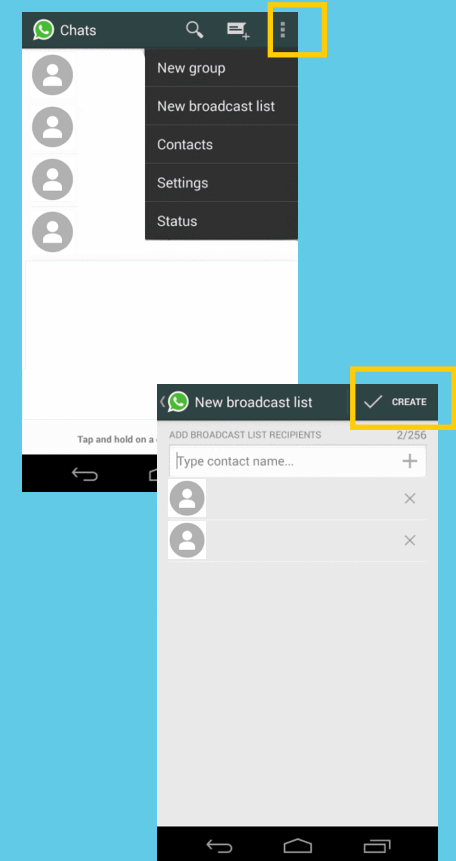 Chats
New group
New broadcast list
Contacts
Settings
Status
Tap and hold on a
New broadcast list
CREATE
ADD BROADCAST LIST RECIPIENTS 2/256
Type contact name...